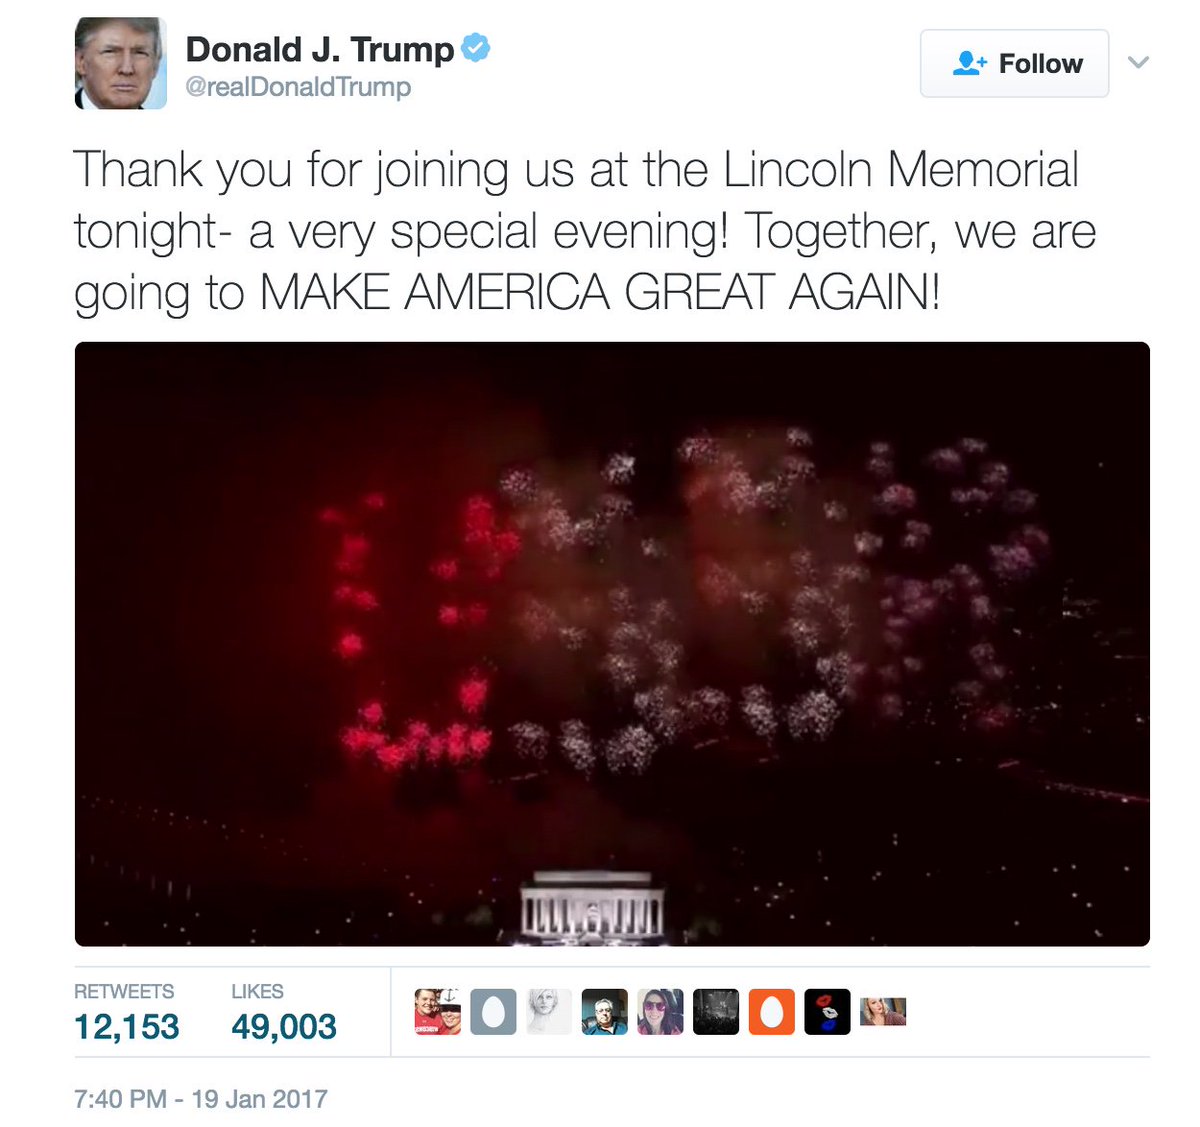 Donald J. Trump
@realDonaldTrump
Follow
Thank you for joining us at the Lincoln Memorial
tonight- a very special evening! Together, we are
going to MAKE AMERICA GREAT AGAIN!
RETWEETS
12,153
LIKES
49,003
7:40 PM - 19 Jan 2017